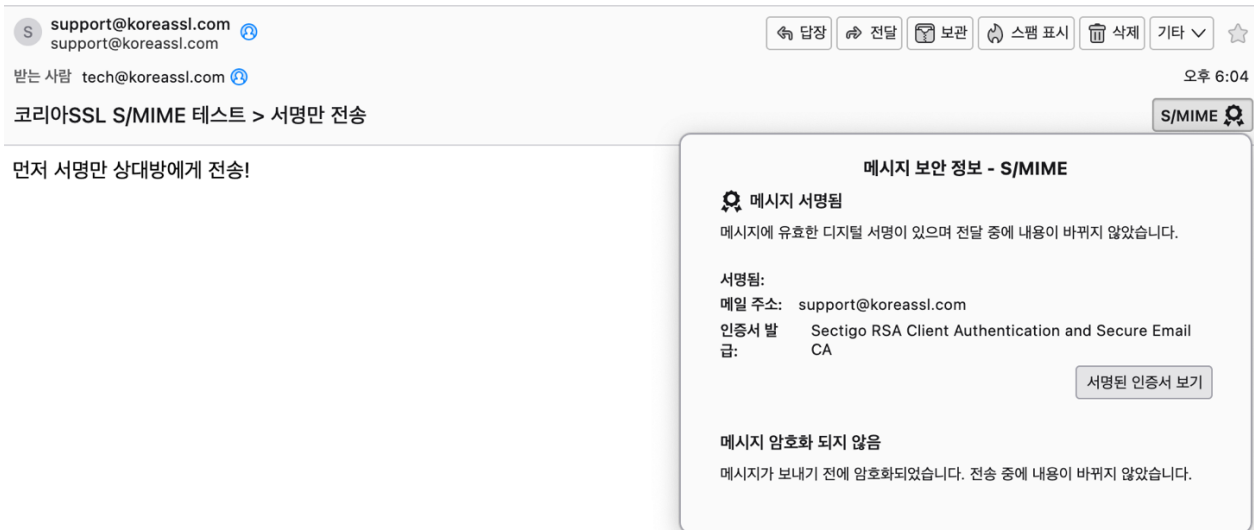 S
support@koreassl.com
support@koreassl.com
답장
전달
보관
스팸 표시
삭제
기타
받는 사람 tech@koreassl.com
오후 6:04
코리아SSL S/MIME 테스트 > 서명만 전송
S/MIME
먼저 서명만 상대방에게 전송!
메시지 보안 정보 - S/MIME
메시지 서명됨
메시지에 유효한 디지털 서명이 있으며 전달 중에 내용이 바뀌지 않았습니다.
서명됨:
메일 주소: support@koreassl.com
인증서 발
급:
Sectigo RSA Client Authentication and Secure Email
CA
서명된 인증서 보기
메시지 암호화 되지 않음
메시지가 보내기 전에 암호화되었습니다. 전송 중에 내용이 바뀌지 않았습니다.